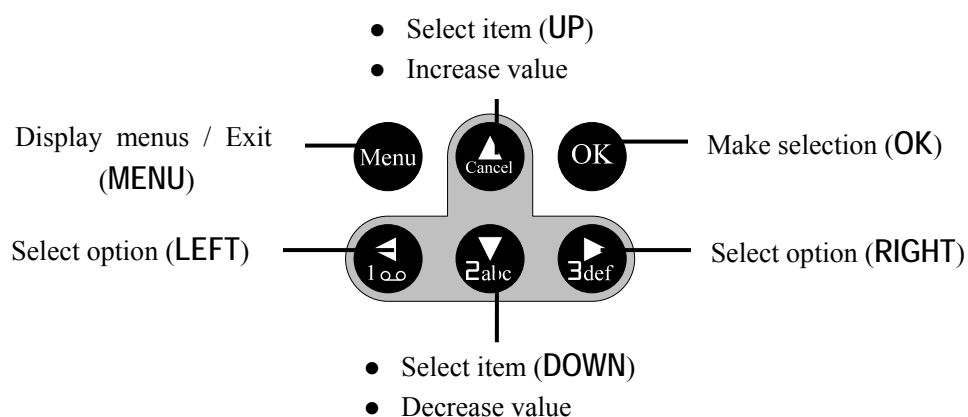 ● Select item (UP)
● Increase value
Display menus / Exit
(MENU)
Menu
Cancel
OK
Make selection (OK)
Select option (LEFT)
1
2abc
3def
Select option (RIGHT)
● Select item (DOWN)
● Decrease value